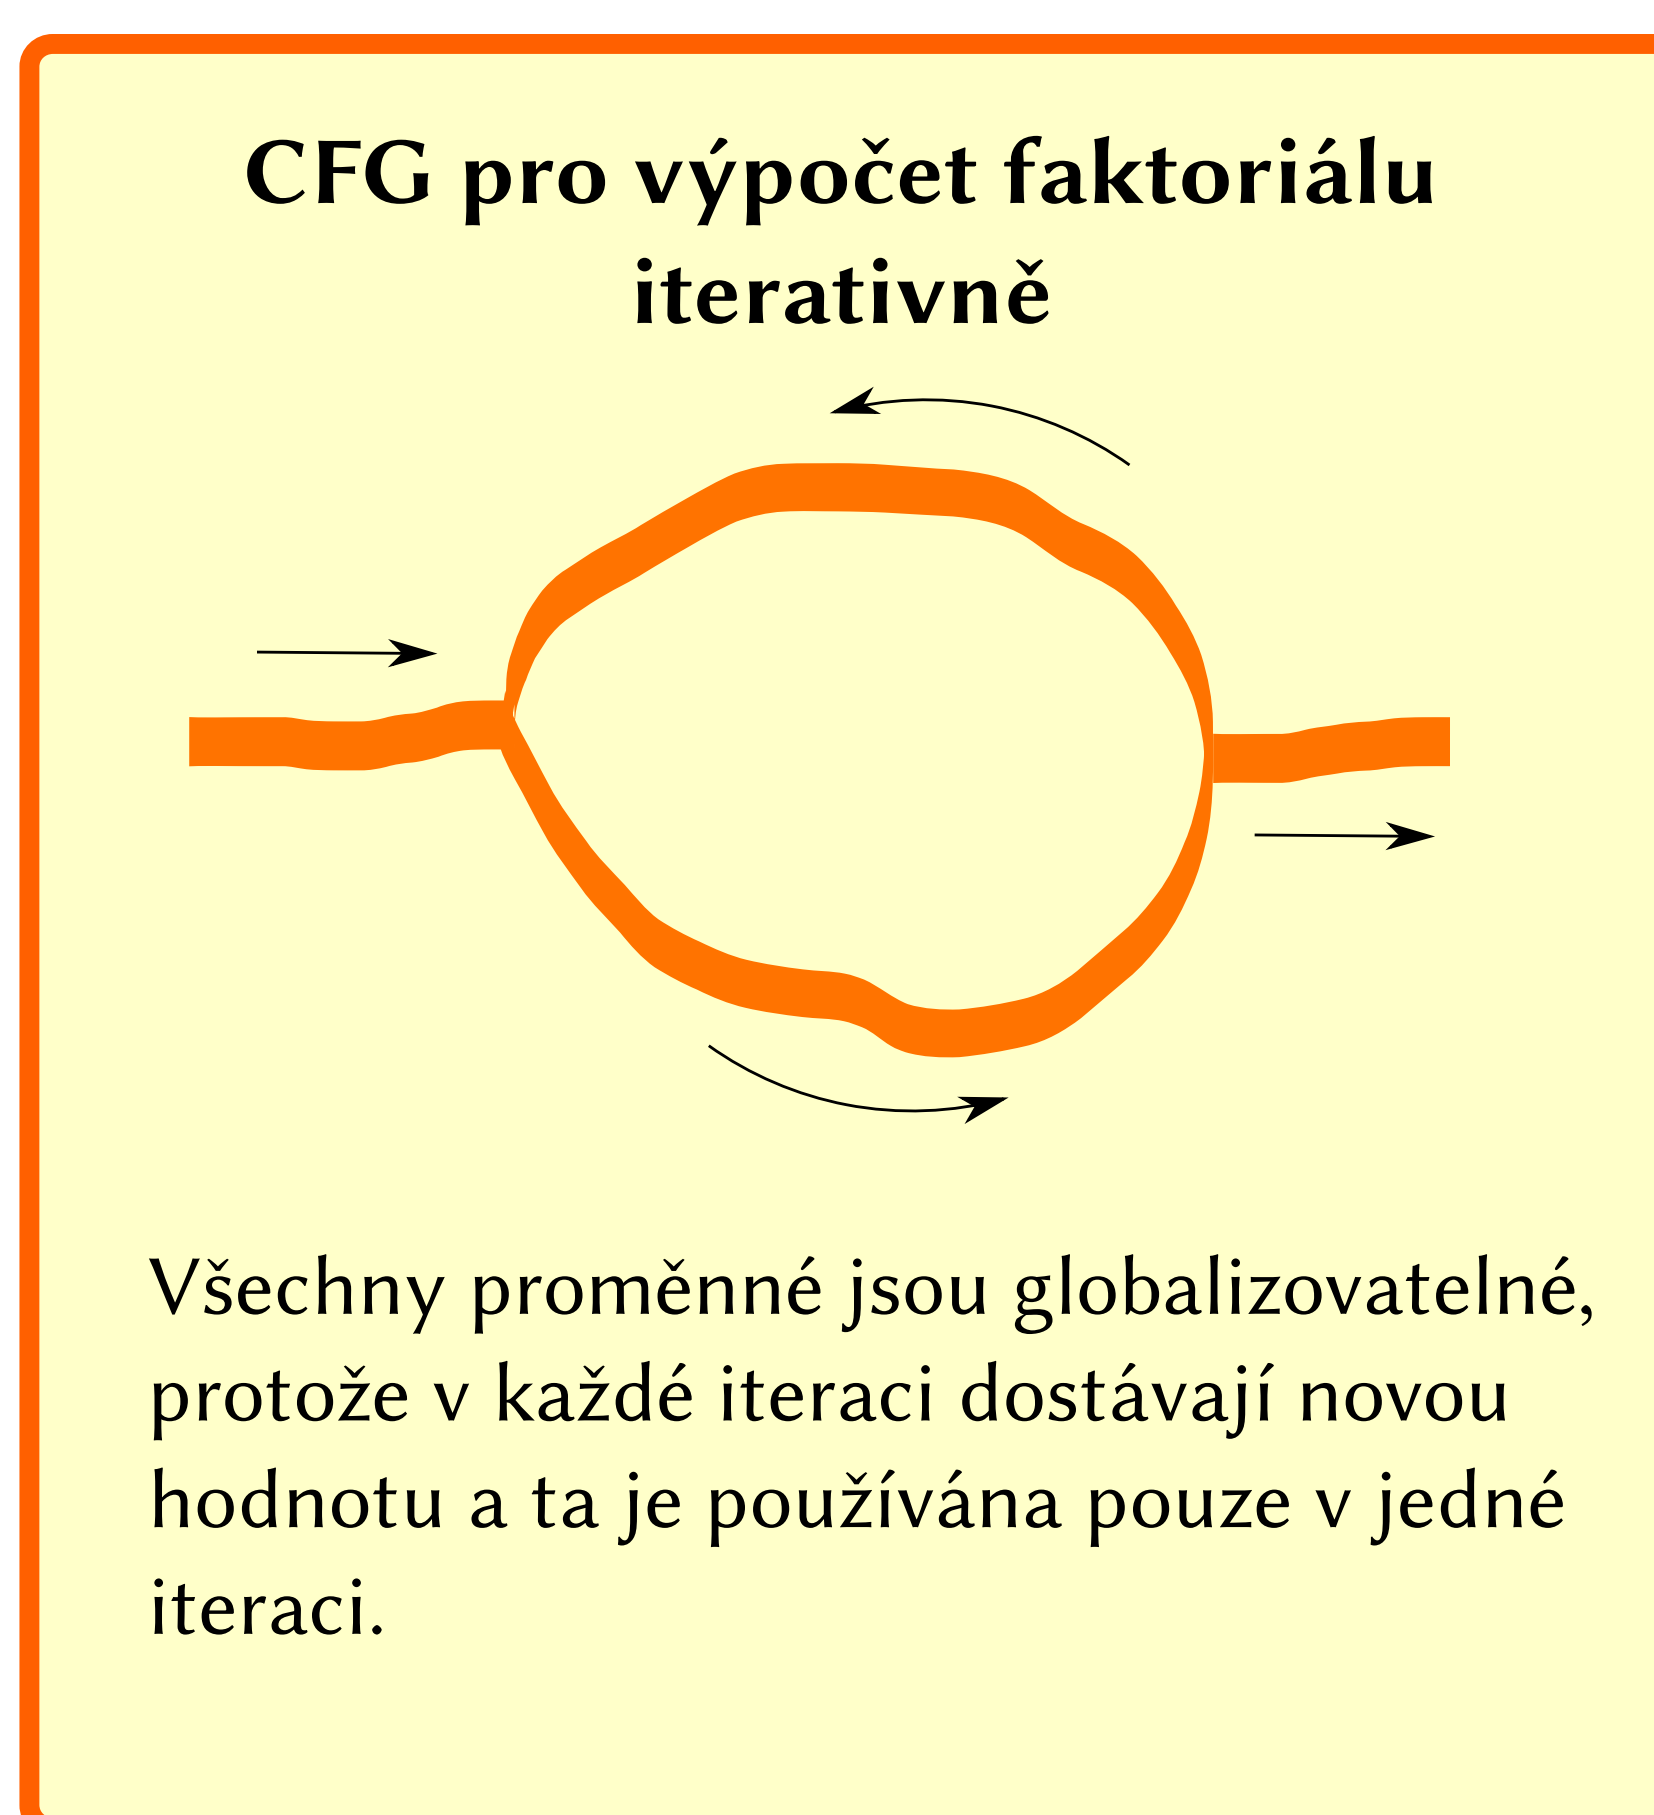 CFG pro výpočet faktoriálu
iterativně
Všechny proměnné jsou globalizovatelné,
protože v každé iteraci dostávají novou
hodnotu a ta je používána pouze v jedné
iteraci.